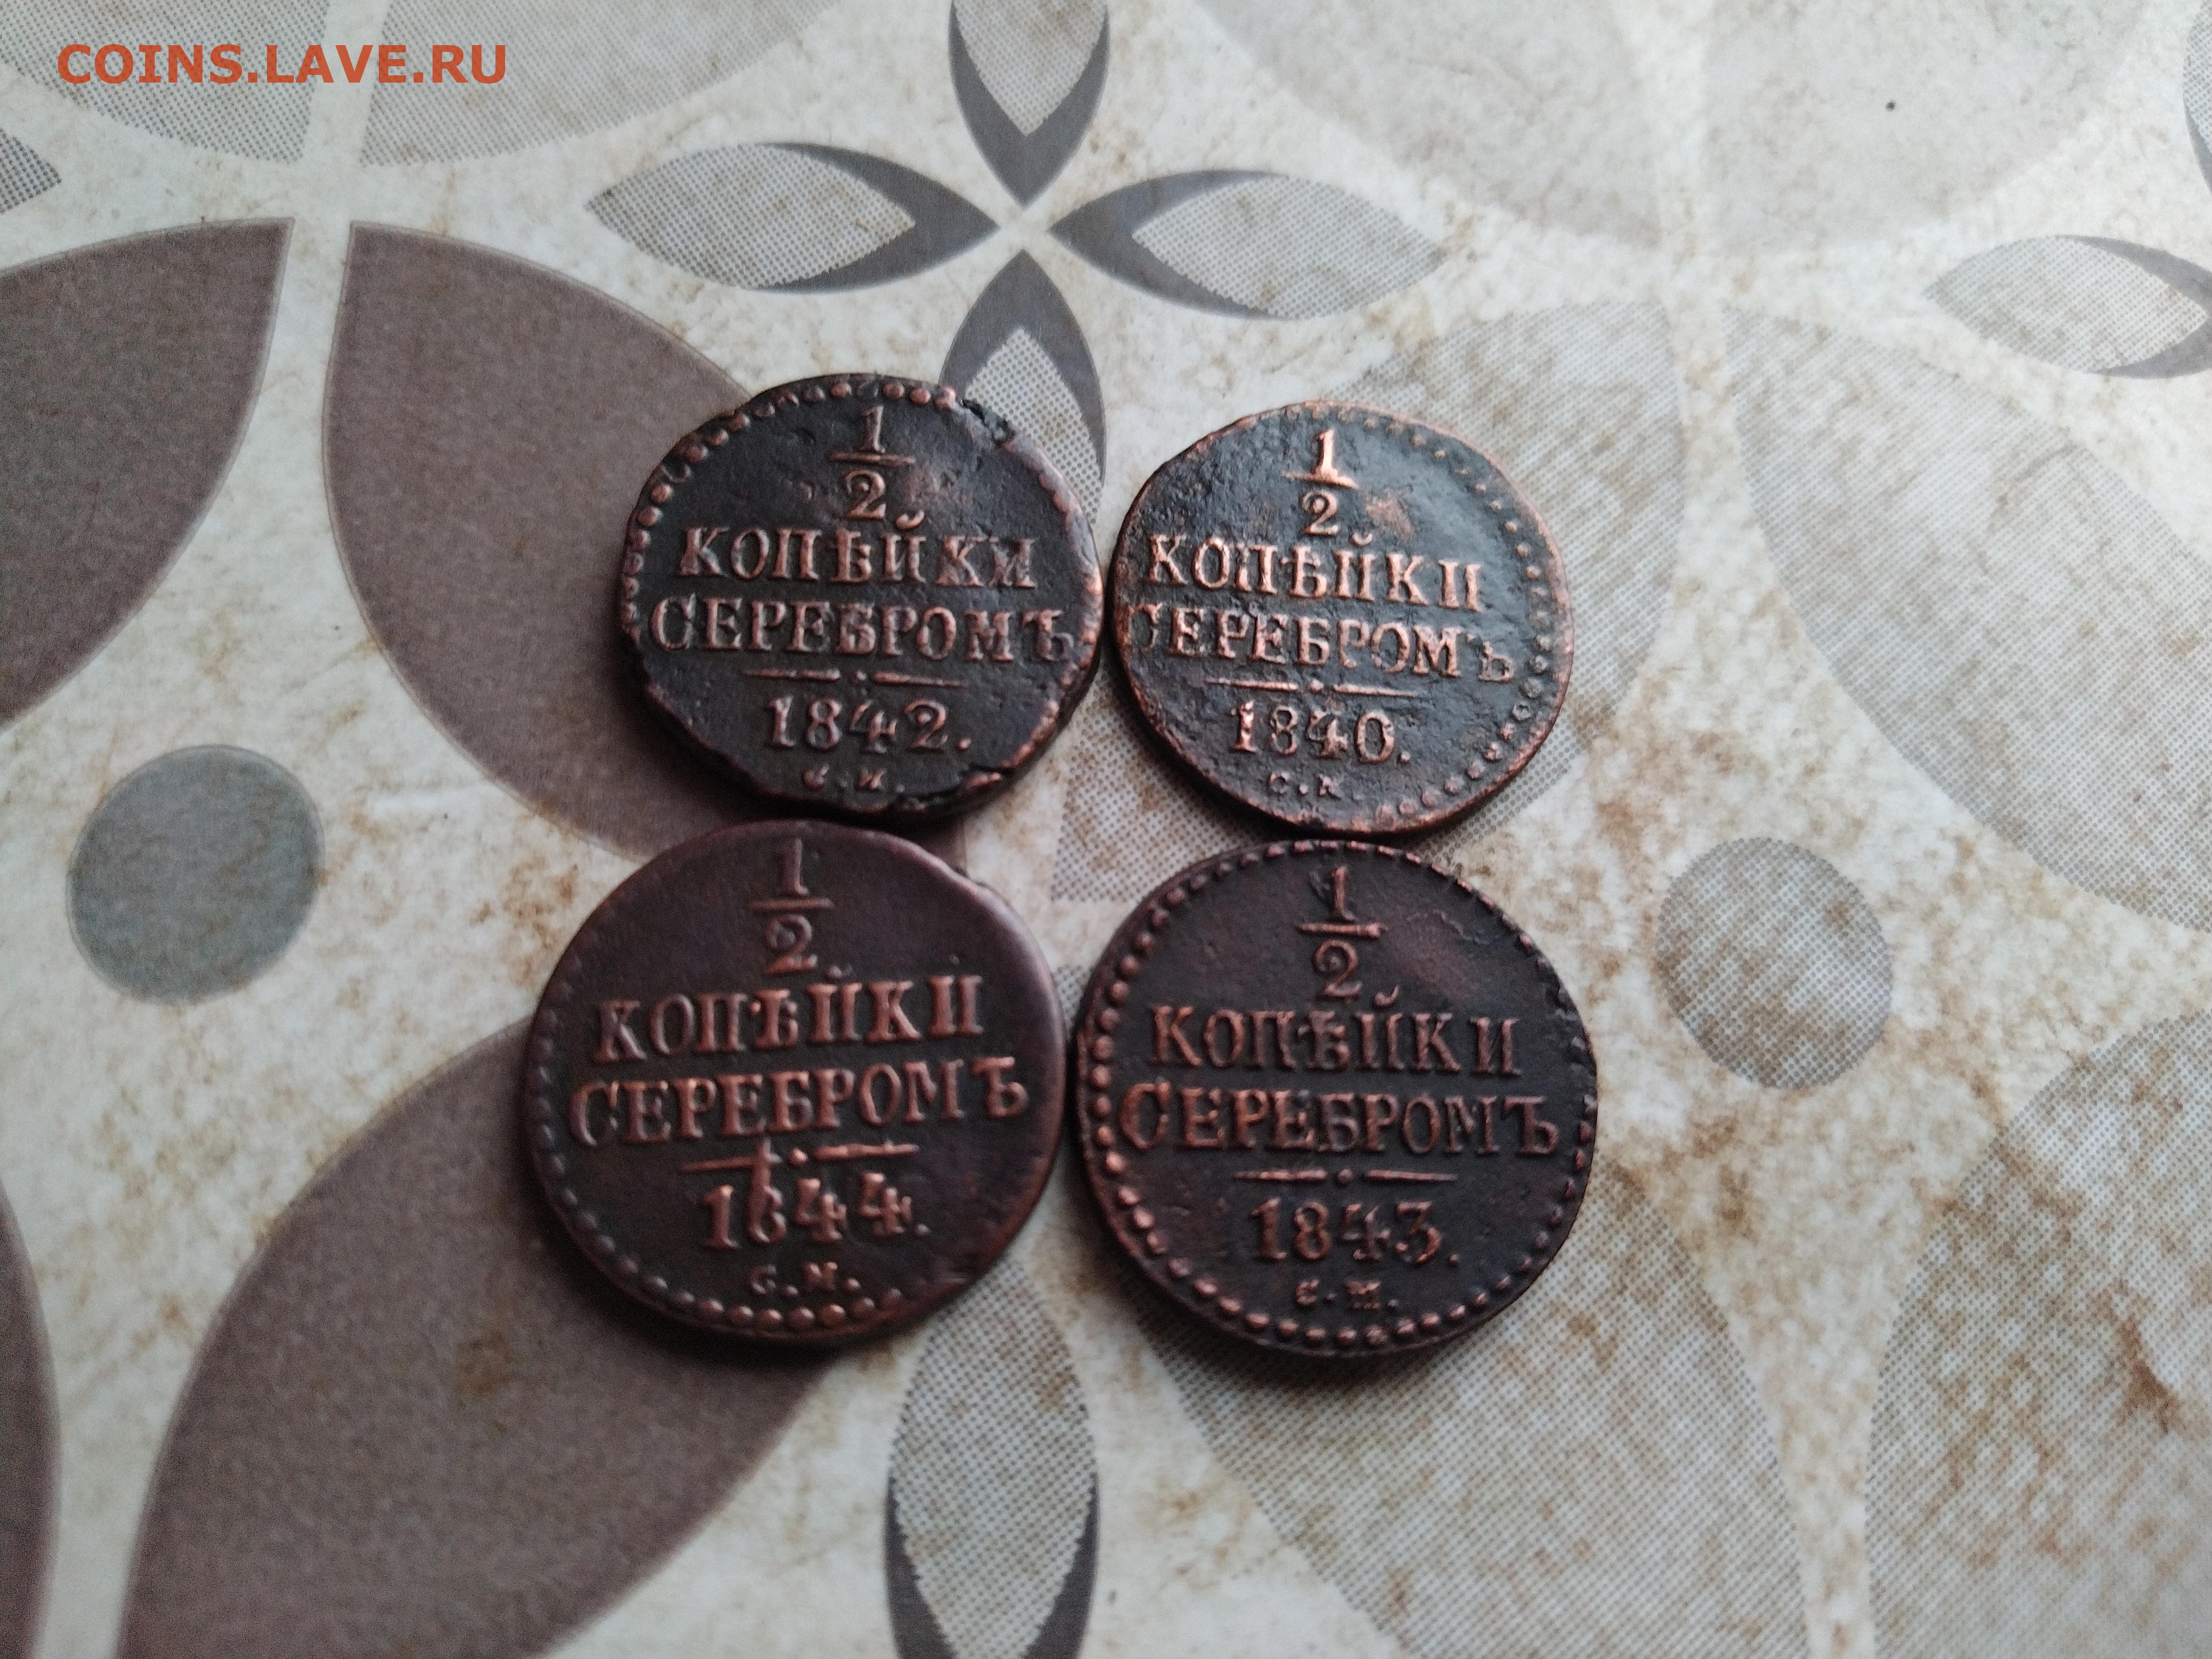 COINS.LAVE.RU
1
2
КОПѢЙКИ
СЕРЕБРОМЪ
1842.
С.М.
1
2
КОПѢЙКИ
СЕРЕБРОМЪ
1840.
1
2
КОПѢЙКИ
СЕРЕБРОМЪ
1844.
С.М.
1
2
КОПѢЙКИ
СЕРЕБРОМЪ
1843.
С.М.